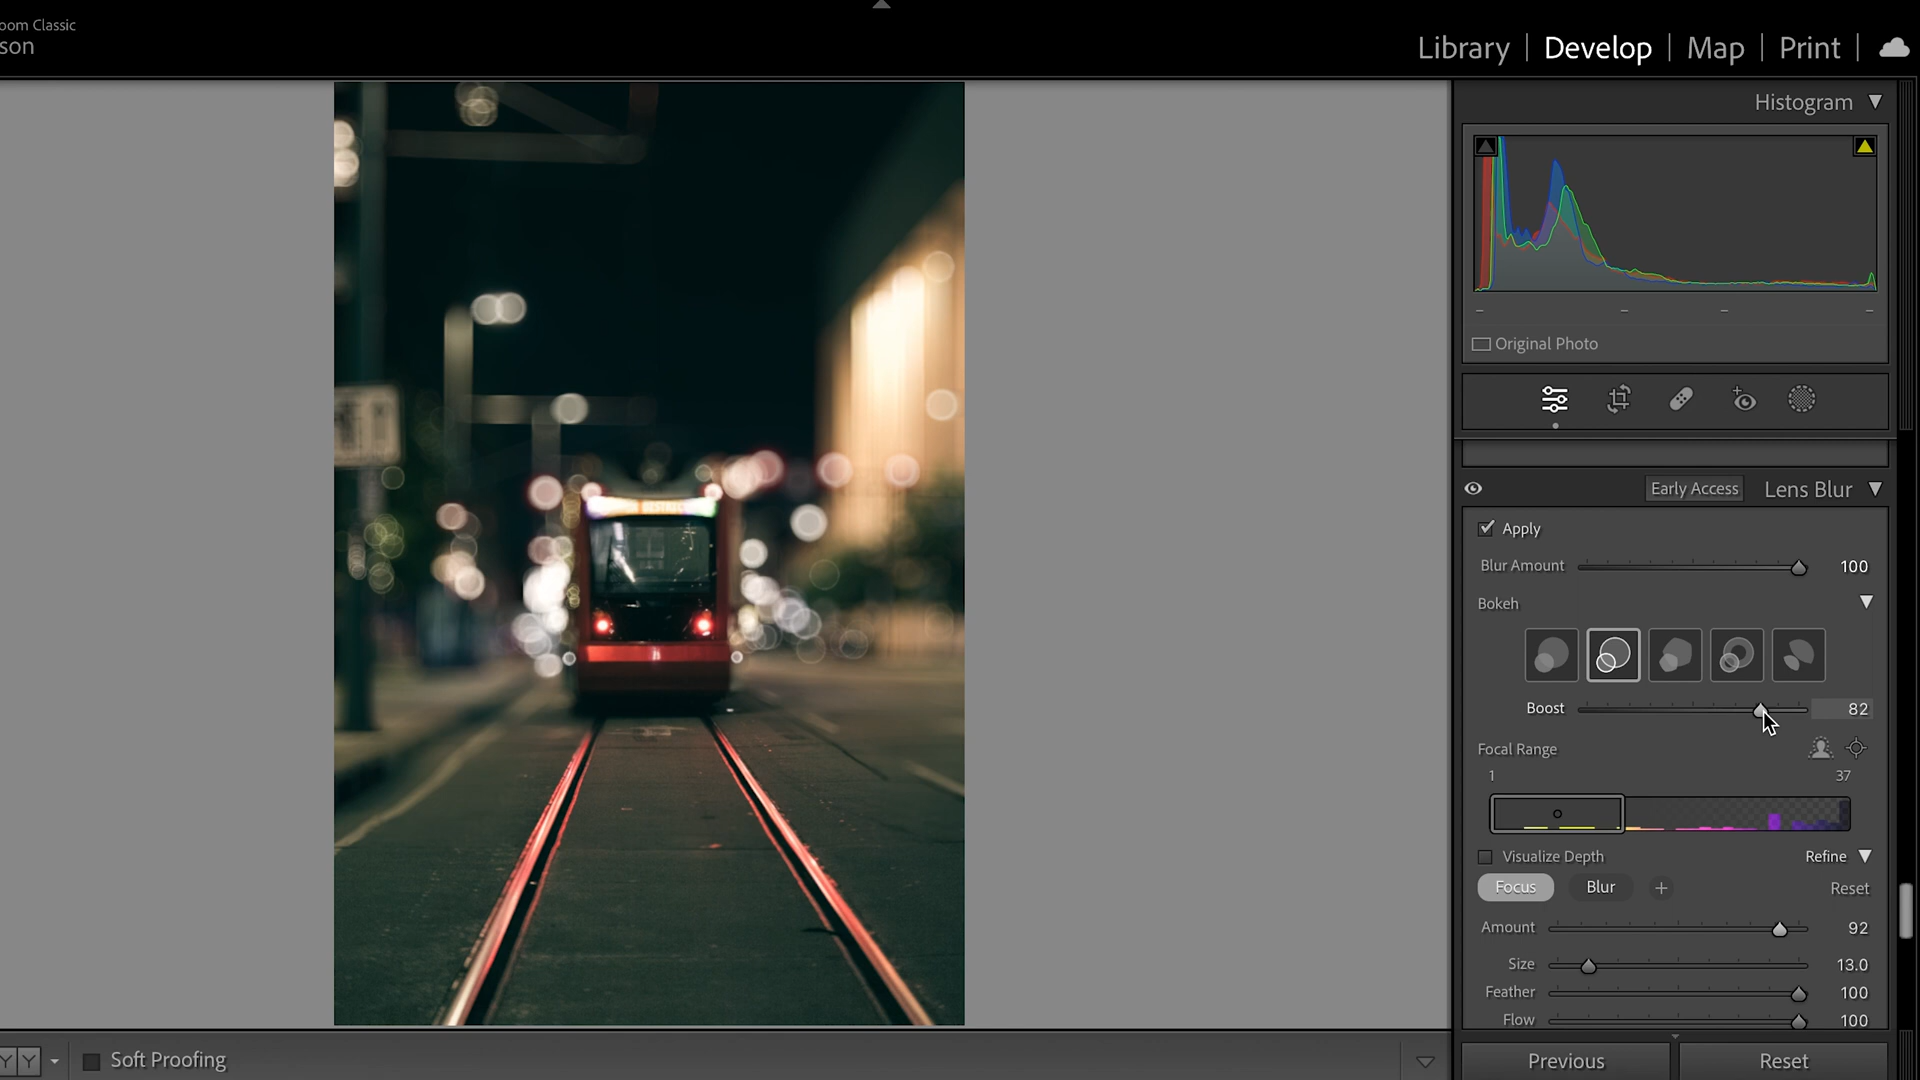 oom Classic
son
Library | Develop | Map | Print |
Histogram
Original Photo
Early Access Lens Blur
Apply
Blur Amount 100
Bokeh
Boost 82
Focal Range
1 37
Visualize Depth Refine
Focus Blur + Reset
Amount 92
Size 13.0
Feather 100
Flow 100
Y Y Soft Proofing
Previous Reset